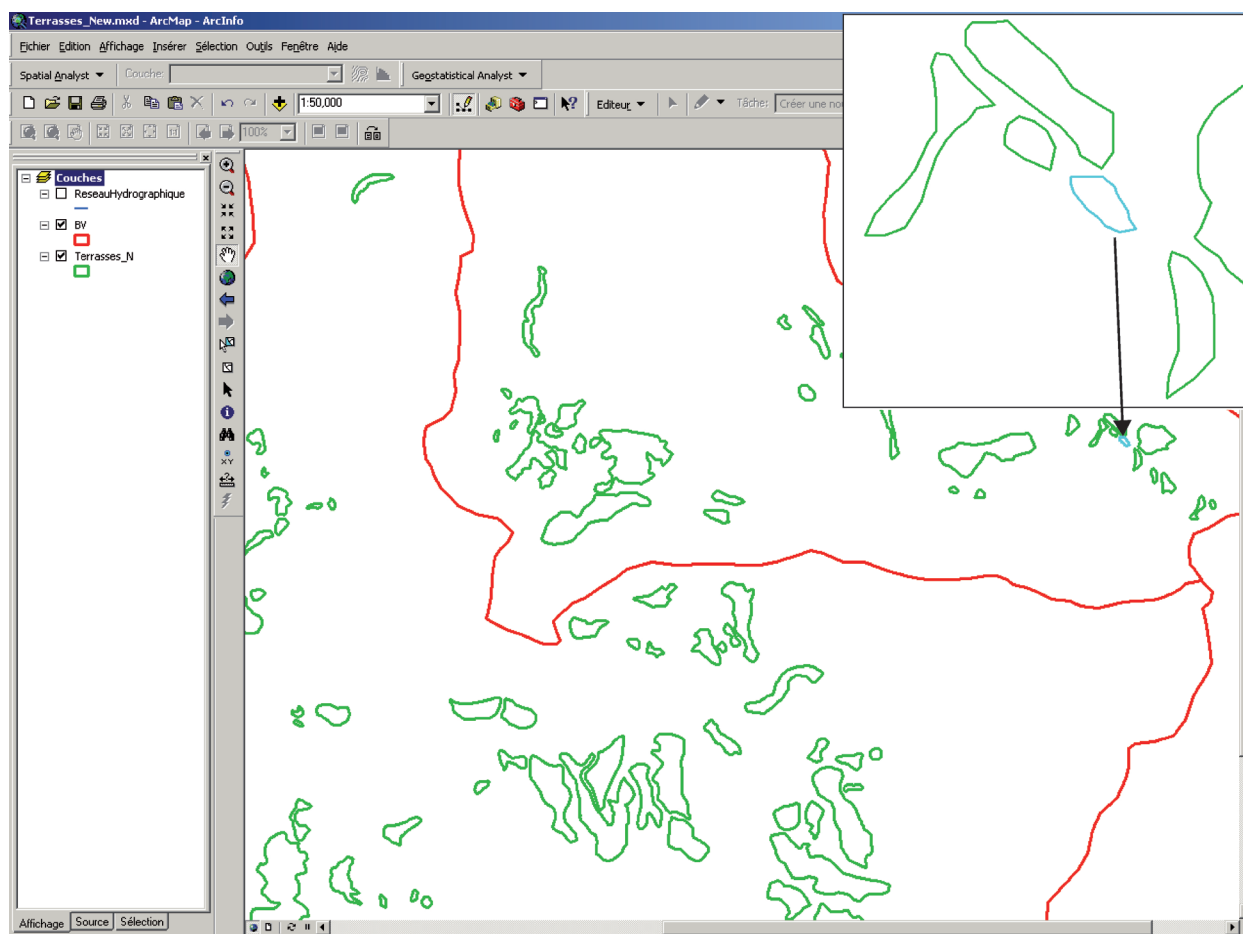 Terrasses_New.mxd - ArcMap - ArcInfo
Fichier Edition Affichage Insérer Sélection Outils Fenêtre Aide
Spatial Analyst Couche: Geostatistical Analyst
1:50,000 Editeur Tâche: Créer une no
100%
Couches
ReseauHydrographique
BV
Terrasses_N
XY
Affichage Source Sélection